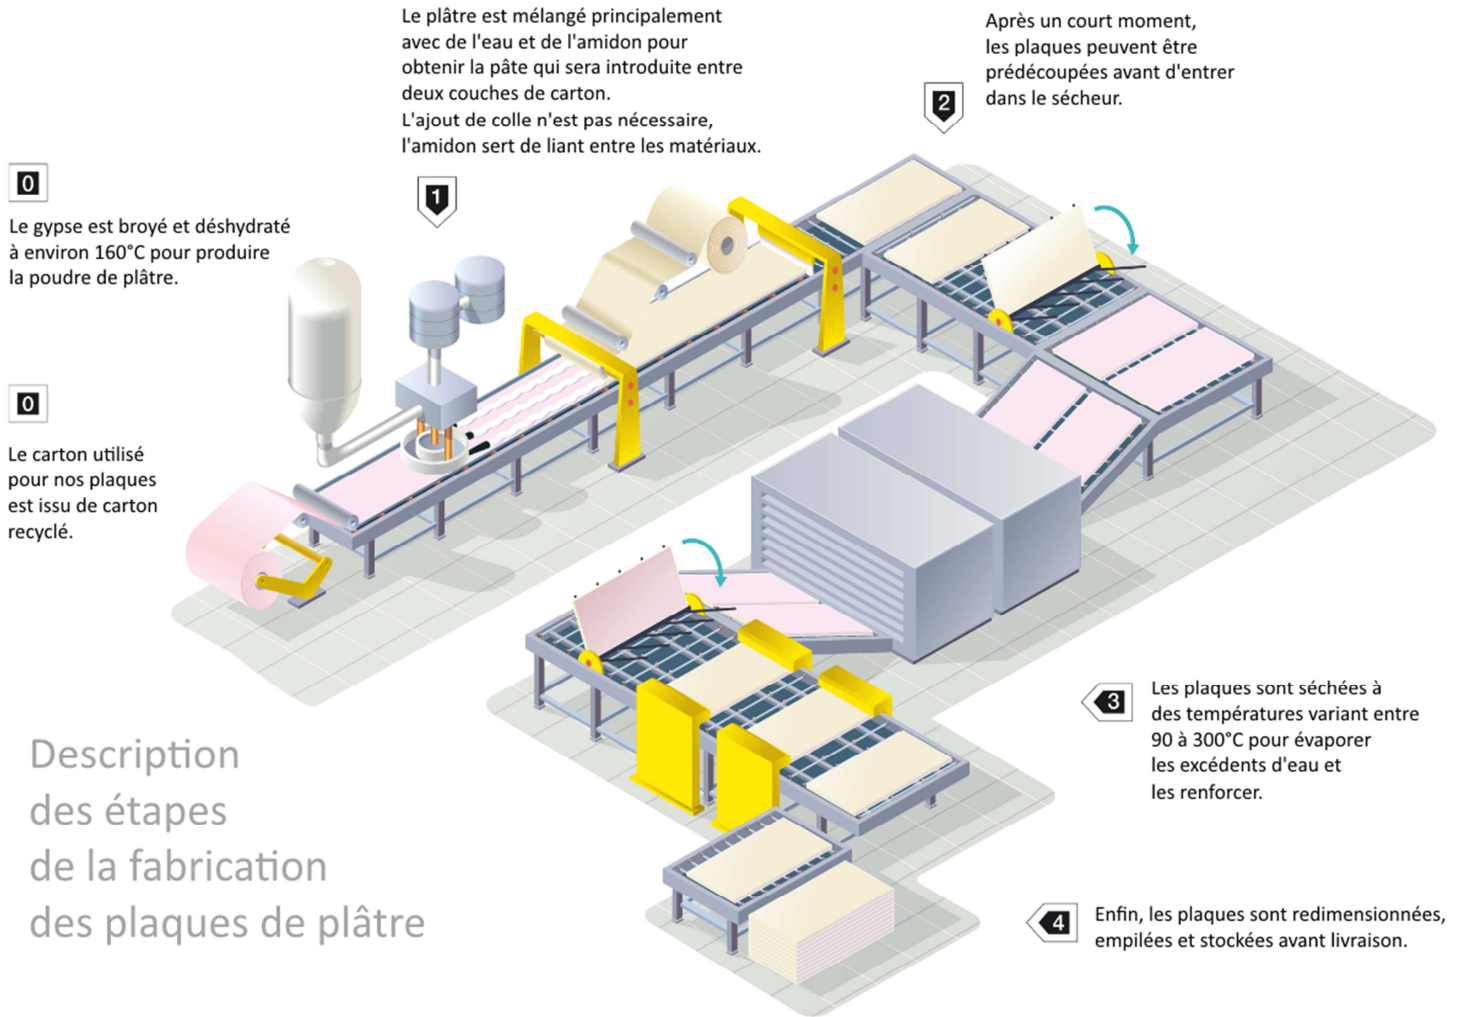 Le plâtre est mélangé principalement
avec de l'eau et de l'amidon pour
obtenir la pâte qui sera introduite entre
deux couches de carton.
L'ajout de colle n'est pas nécessaire,
l'amidon sert de liant entre les matériaux.
1
Après un court moment,
les plaques peuvent être
prédécoupées avant d'entrer
dans le sécheur.
2
0
Le gypse est broyé et déshydraté
à environ 160°C pour produire
la poudre de plâtre.
0
Le carton utilisé
pour nos plaques
est issu de carton
recyclé.
3
Les plaques sont séchées à
des températures variant entre
90 à 300°C pour évaporer
les excédents d'eau et
les renforcer.
Description
des étapes
de la fabrication
des plaques de plâtre
4
Enfin, les plaques sont redimensionnées,
empilées et stockées avant livraison.